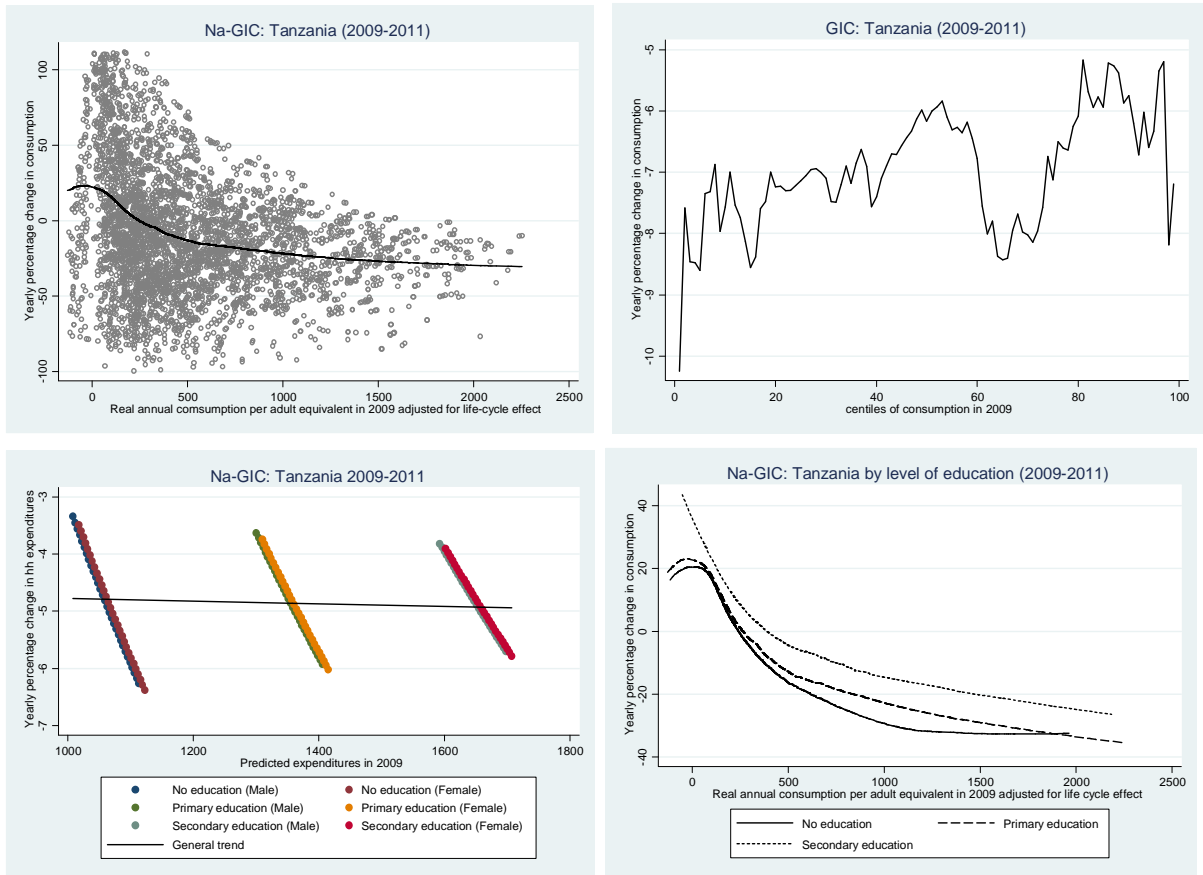 Na-GIC: Tanzania (2009-2011)
Yearly percentage change in consumption
100
50
0
-50
-100
0 500 1000 1500 2000 2500
Real annual comsumption per adult equivalent in 2009 adjusted for life-cycle effect
GIC: Tanzania (2009-2011)
Yearly percentage change in consumption
-5
-6
-7
-8
-9
-10
0 20 40 60 80 100
centiles of consumption in 2009
Na-GIC: Tanzania 2009-2011
Yearly percentage change in hh expenditures
-3
-4
-5
-6
-7
1000 1200 1400 1600 1800
Predicted expenditures in 2009
No education (Male) No education (Female)
Primary education (Male) Primary education (Female)
Secondary education (Male) Secondary education (Female)
General trend
Na-GIC: Tanzania by level of education (2009-2011)
Yearly percentage change in consumption
40
20
0
-20
-40
0 500 1000 1500 2000 2500
Real annual consumption per adult equivalent in 2009 adjusted for life cycle effect
No education Primary education
Secondary education